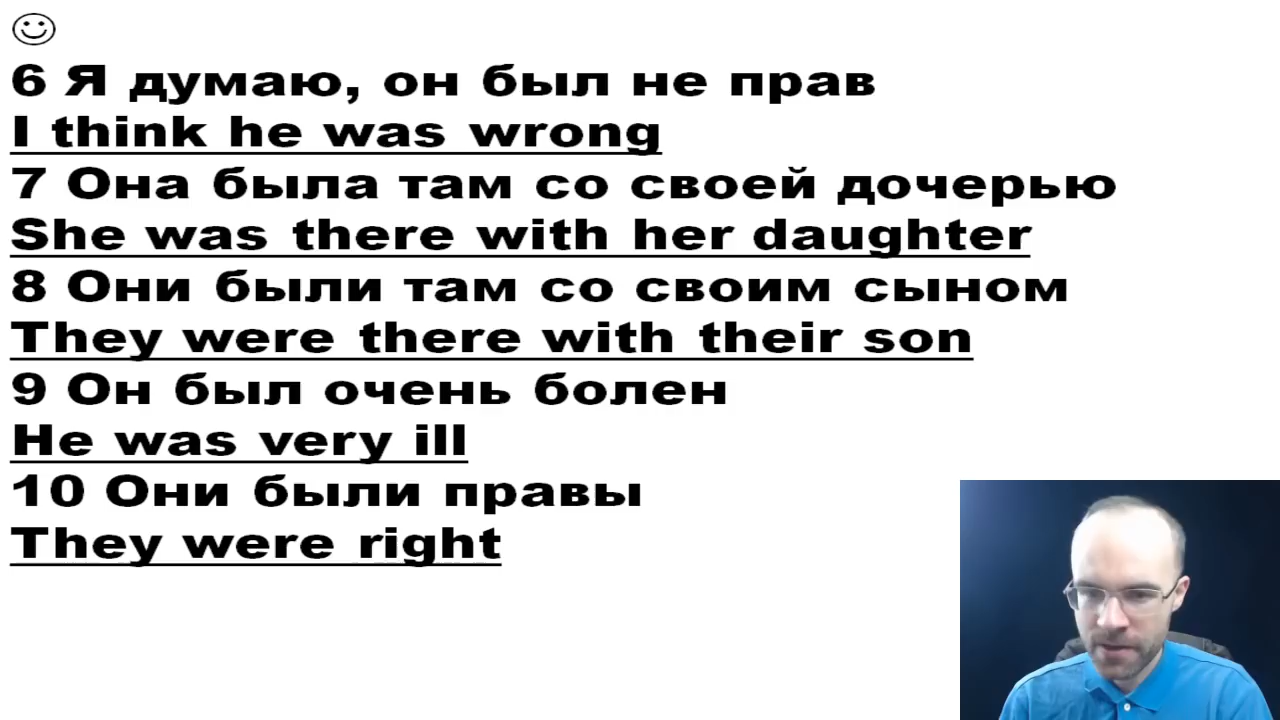 6 Я думаю, он был не прав
I think he was wrong
7 Она была там со своей дочерью
She was there with her daughter
8 Они были там со своим сыном
They were there with their son
9 Он был очень болен
He was very ill
10 Они были правы
They were right